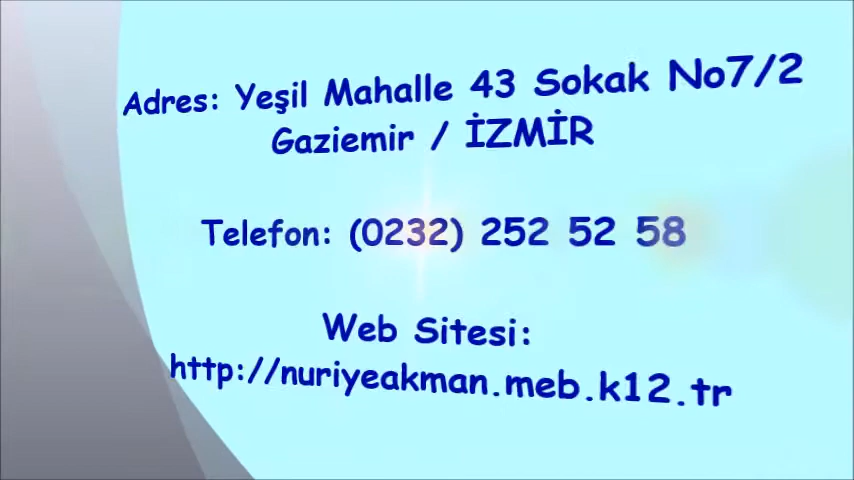 Adres: Yeşil Mahalle 43 Sokak No7/2
Gaziemir / İZMİR
Telefon: (0232) 252 52 58
Web Sitesi:
http://nuriyeakman.meb.k12.tr